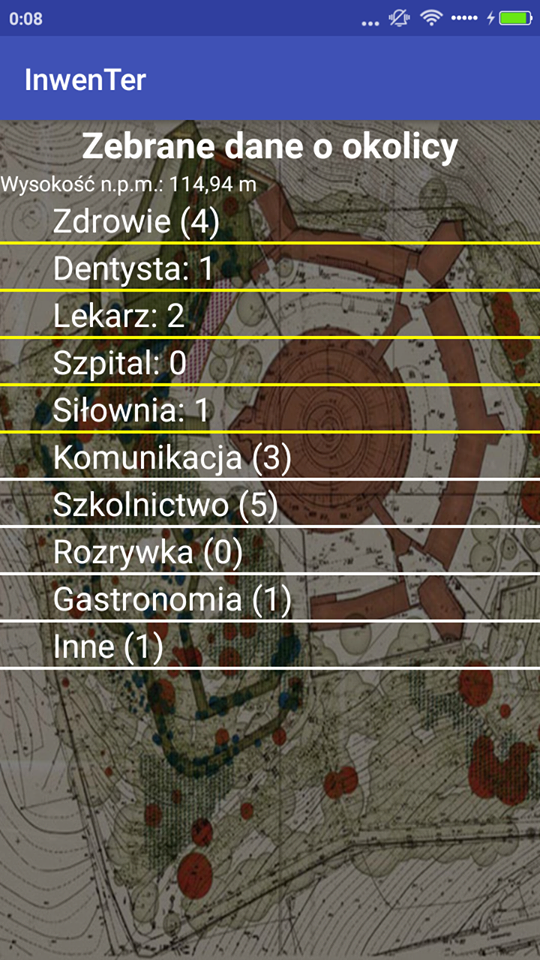 0:08
InwenTer
Zebrane dane o okolicy
Wysokość n.p.m.: 114,94 m
Zdrowie (4)
Dentysta: 1
Lekarz: 2
Szpital: 0
Siłownia: 1
Komunikacja (3)
Szkolnictwo (5)
Rozrywka (0)
Gastronomia (1)
Inne (1)